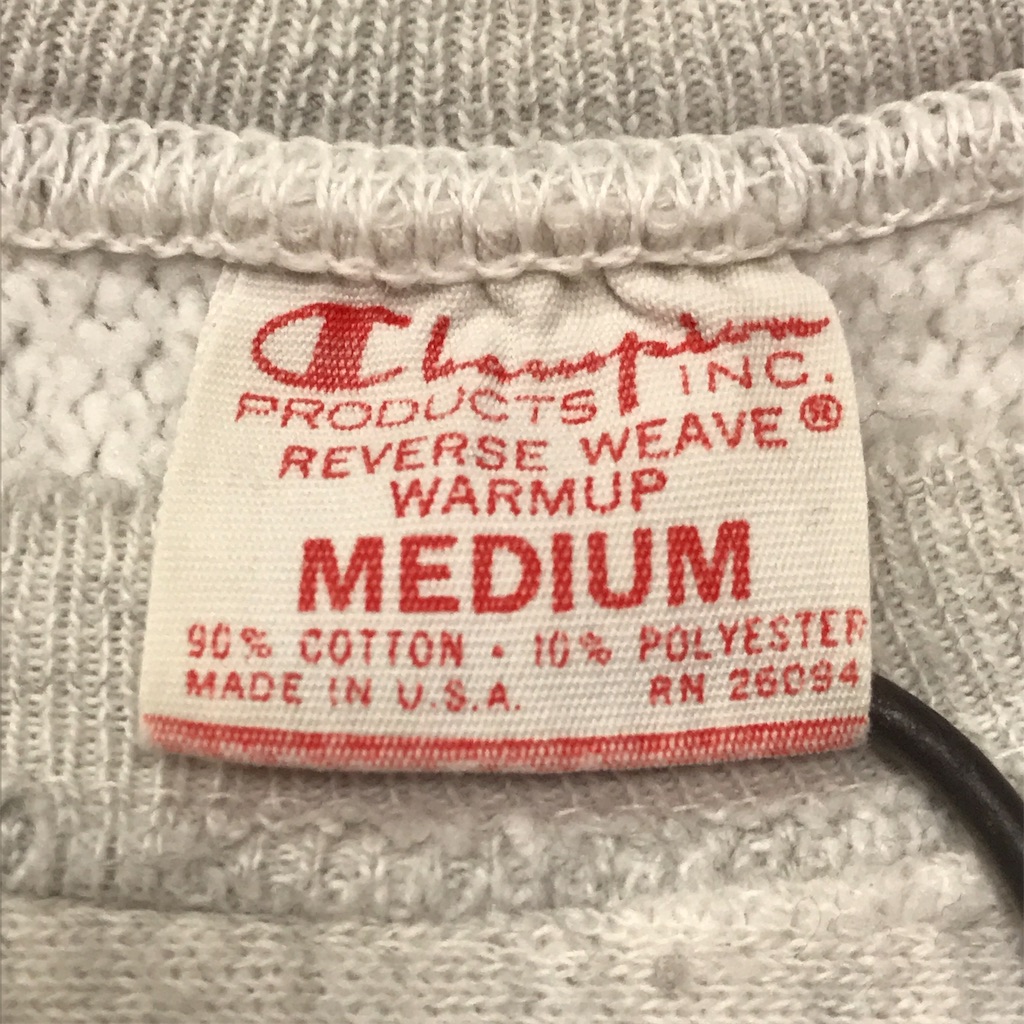 Champion
PRODUCTS INC.
REVERSE WEAVE®
WARMUP
MEDIUM
90% COTTON · 10% POLYESTER
MADE IN U.S.A. RN 26094